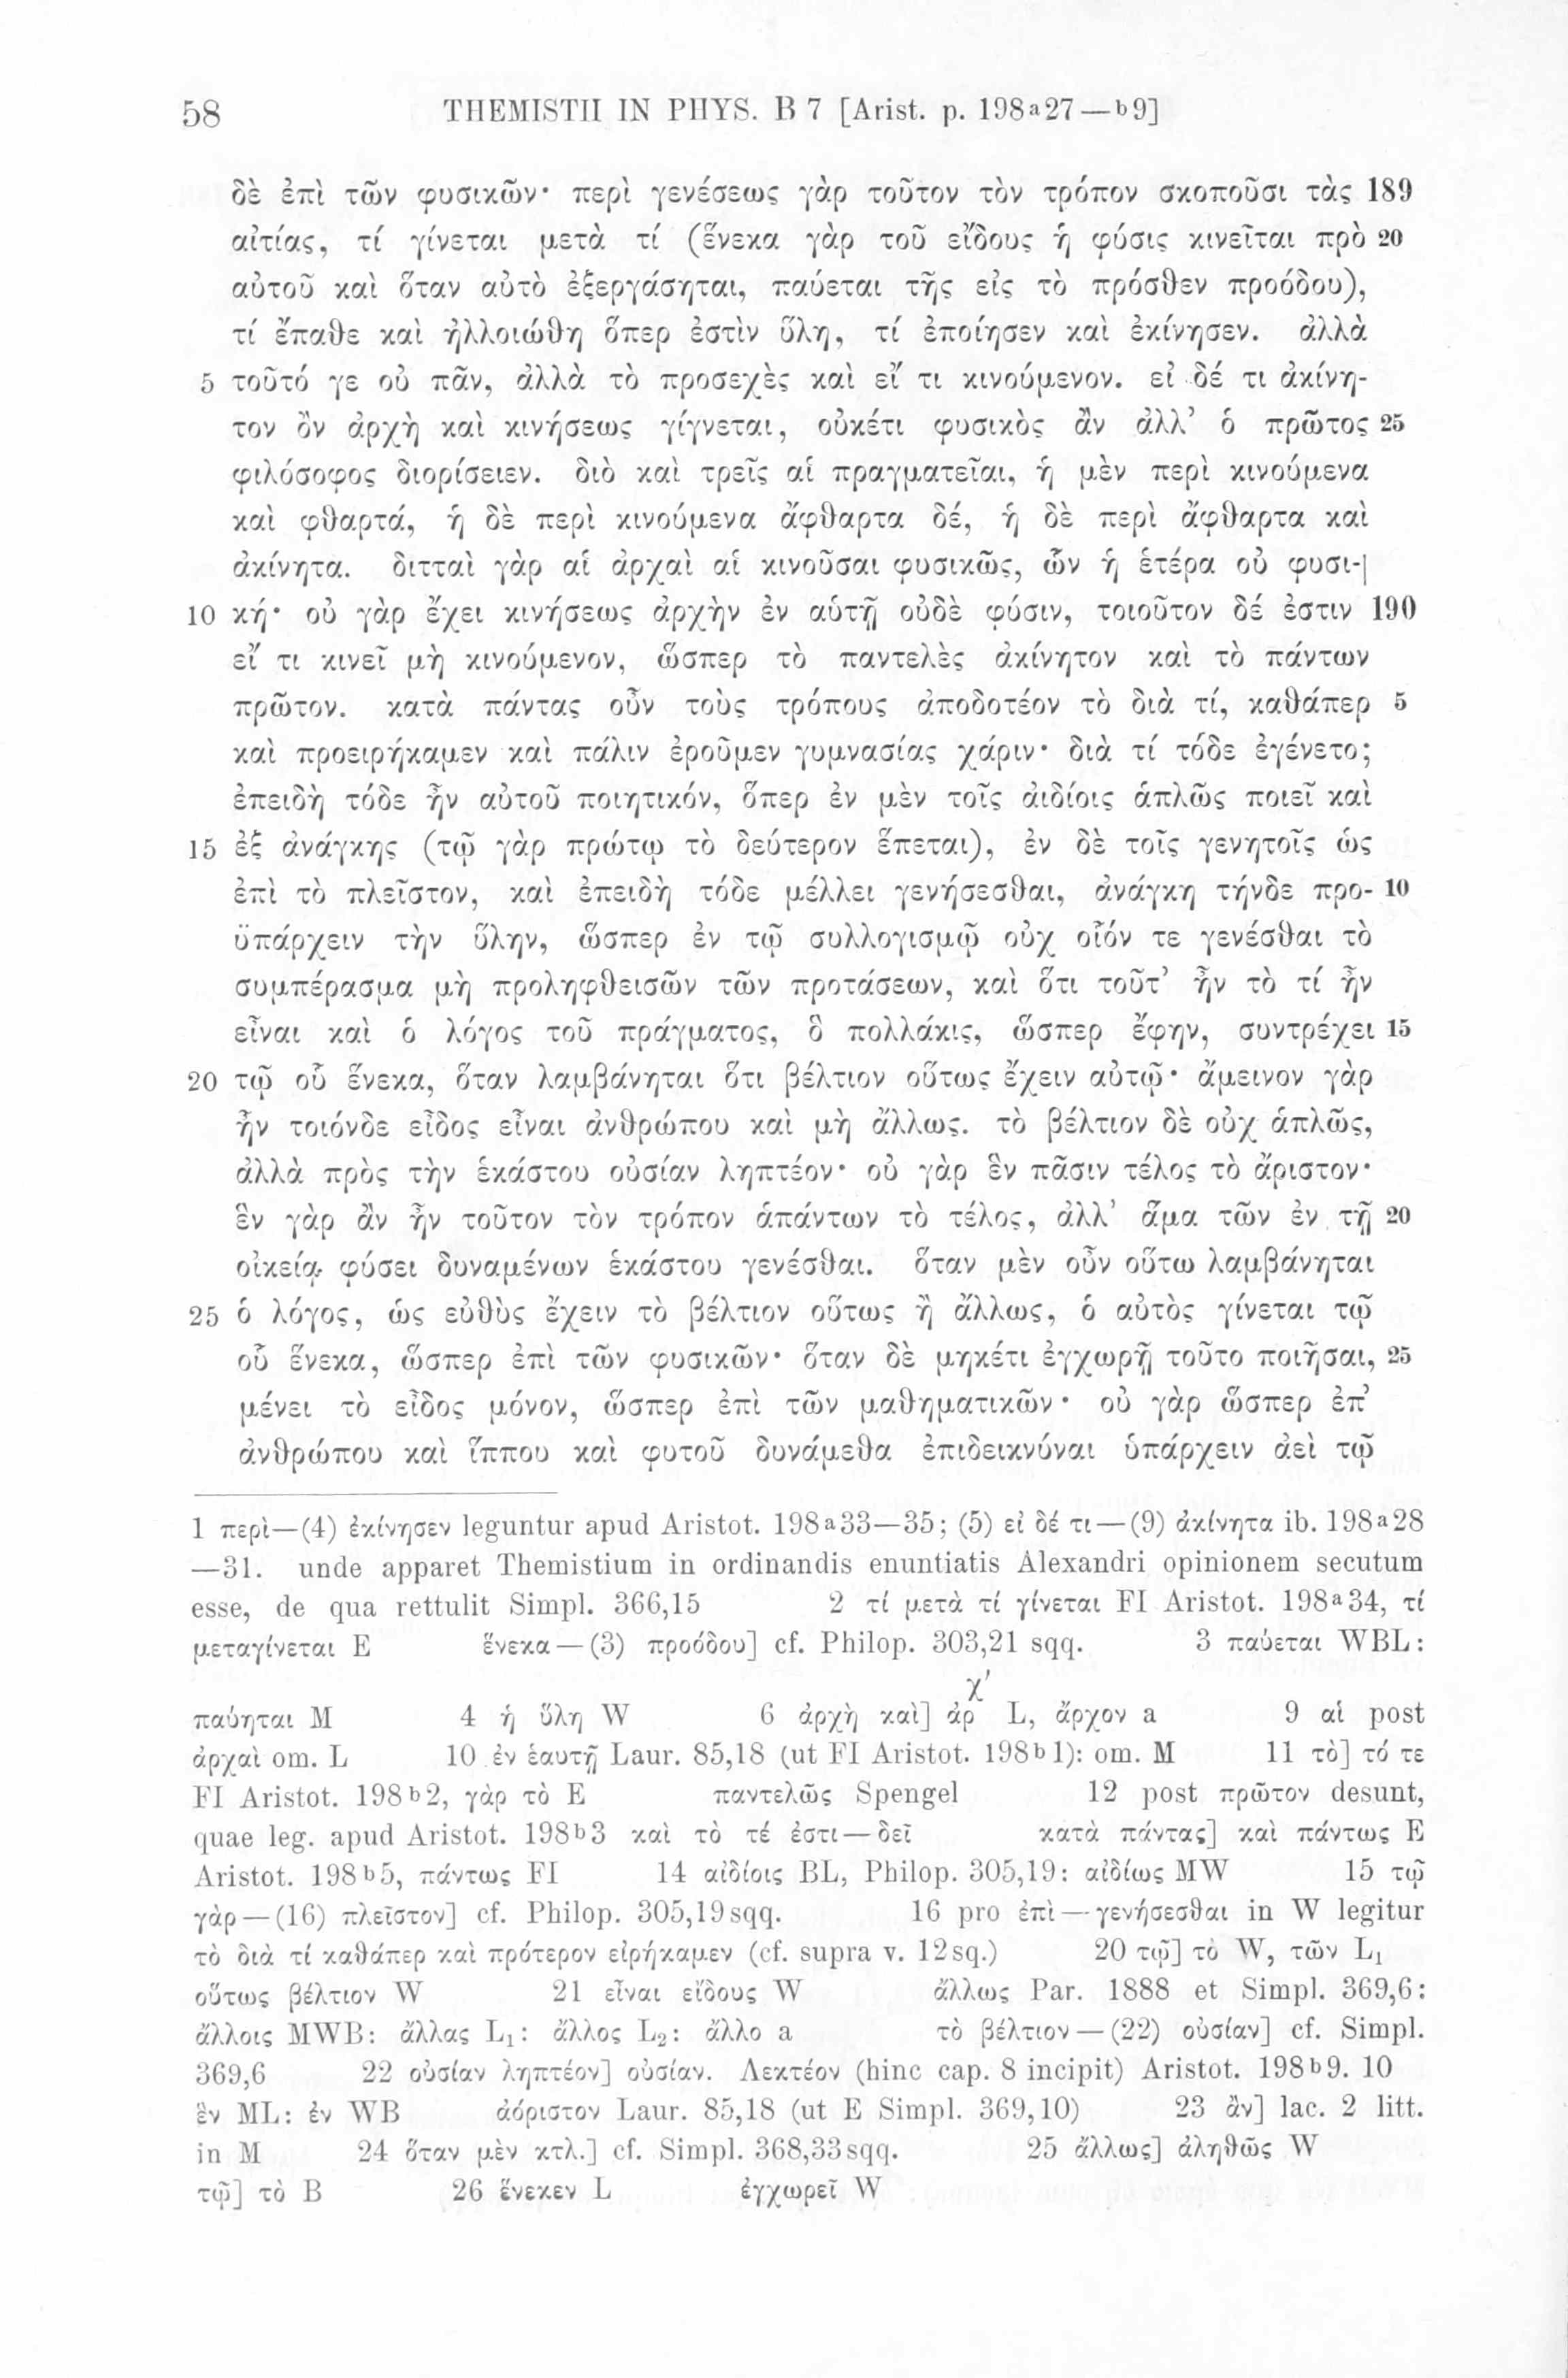 58 THEMISTII IN PHYS. B 7 [Arist. p. 198a27—b9]
δὲ ἐπὶ τῶν φυσικῶν· περὶ γενέσεως γὰρ τοῦτον τὸν τρόπον σκοποῦσι τὰς 189
αἰτίας, τί γίνεται μετὰ τί (ἕνεκα γὰρ τοῦ εἴδους ἡ φύσις κινεῖται πρὸ 20
αὐτοῦ καὶ ὅταν αὐτὸ ἐξεργάσηται, παύεται τῆς εἰς τὸ πρόσθεν προόδου),
τί ἔπαθε καὶ ἠλλοιώθη ὅπερ ἐστὶν ὕλη, τί ἐποίησεν καὶ ἐκίνησεν. ἀλλὰ
5 τοῦτό γε οὐ πᾶν, ἀλλὰ τὸ προσεχὲς καὶ εἴ τι κινούμενον. εἰ δέ τι ἀκίνη-
τον ὂν ἀρχὴ καὶ κινήσεως γίγνεται, οὐκέτι φυσικὸς ἂν ἀλλ' ὁ πρῶτος 25
φιλόσοφος διορίσειεν. διὸ καὶ τρεῖς αἱ πραγματεῖαι, ἡ μὲν περὶ κινούμενα
καὶ φθαρτά, ἡ δὲ περὶ κινούμενα ἄφθαρτα δέ, ἡ δὲ περὶ ἄφθαρτα καὶ
ἀκίνητα. διτταὶ γὰρ αἱ ἀρχαὶ αἱ κινοῦσαι φυσικῶς, ὧν ἡ ἑτέρα οὐ φυσι-|
10 κή· οὐ γὰρ ἔχει κινήσεως ἀρχὴν ἐν αὑτῇ οὐδὲ φύσιν, τοιοῦτον δέ ἐστιν 190
εἴ τι κινεῖ μὴ κινούμενον, ὥσπερ τὸ παντελὲς ἀκίνητον καὶ τὸ πάντων
πρῶτον. κατὰ πάντας οὖν τοὺς τρόπους ἀποδοτέον τὸ διὰ τί, καθάπερ 5
καὶ προειρήκαμεν καὶ πάλιν ἐροῦμεν γυμνασίας χάριν· διὰ τί τόδε ἐγένετο;
ἐπειδὴ τόδε ἦν αὐτοῦ ποιητικόν, ὅπερ ἐν μὲν τοῖς ἀιδίοις ἁπλῶς ποιεῖ καὶ
15 ἐξ ἀνάγκης (τῷ γὰρ πρώτῳ τὸ δεύτερον ἕπεται), ἐν δὲ τοῖς γενητοῖς ὡς
ἐπὶ τὸ πλεῖστον, καὶ ἐπειδὴ τόδε μέλλει γενήσεσθαι, ἀνάγκη τήνδε προ- 10
ϋπάρχειν τὴν ὕλην, ὥσπερ ἐν τῷ συλλογισμῷ οὐχ οἷόν τε γενέσθαι τὸ
συμπέρασμα μὴ προληφθεισῶν τῶν προτάσεων, καὶ ὅτι τοῦτ' ἦν τὸ τί ἦν
εἶναι καὶ ὁ λόγος τοῦ πράγματος, ὃ πολλάκις, ὥσπερ ἔφην, συντρέχει 15
20 τῷ οὗ ἕνεκα, ὅταν λαμβάνηται ὅτι βέλτιον οὕτως ἔχειν αὐτῷ· ἄμεινον γὰρ
ἦν τοιόνδε εἶδος εἶναι ἀνθρώπου καὶ μὴ ἄλλως. τὸ βέλτιον δὲ οὐχ ἁπλῶς,
ἀλλὰ πρὸς τὴν ἑκάστου οὐσίαν ληπτέον· οὐ γὰρ ἓν πᾶσιν τέλος τὸ ἄριστον·
ἓν γὰρ ἂν ἦν τοῦτον τὸν τρόπον ἁπάντων τὸ τέλος, ἀλλ' ἅμα τῶν ἐν τῇ 20
οἰκείᾳ φύσει δυναμένων ἑκάστου γενέσθαι. ὅταν μὲν οὖν οὕτω λαμβάνηται
25 ὁ λόγος, ὡς εὐθὺς ἔχειν τὸ βέλτιον οὕτως ἢ ἄλλως, ὁ αὐτὸς γίνεται τῷ
οὗ ἕνεκα, ὥσπερ ἐπὶ τῶν φυσικῶν· ὅταν δὲ μηκέτι ἐγχωρῇ τοῦτο ποιῆσαι, 25
μένει τὸ εἶδος μόνον, ὥσπερ ἐπὶ τῶν μαθηματικῶν· οὐ γὰρ ὥσπερ ἐπ'
ἀνθρώπου καὶ ἵππου καὶ φυτοῦ δυνάμεθα ἐπιδεικνύναι ὑπάρχειν ἀεὶ τῷ
1 περὶ—(4) ἐκίνησεν leguntur apud Aristot. 198a33—35; (5) εἰ δέ τι—(9) ἀκίνητα ib. 198a28
—31. unde apparet Themistium in ordinandis enuntiatis Alexandri opinionem secutum
esse, de qua rettulit Simpl. 366,15 2 τί μετὰ τί γίνεται FI Aristot. 198a34, τί
μεταγίνεται E ἕνεκα—(3) προόδου] cf. Philop. 303,21 sqq. 3 παύεται WBL:
παύηται M 4 ἡ ὕλη W 6 ἀρχὴ καὶ] ἀρχ' L, ἄρχον a 9 αἱ post
ἀρχαὶ om. L 10 ἐν ἑαυτῇ Laur. 85,18 (ut FI Aristot. 198b1): om. M 11 τὸ] τό τε
FI Aristot. 198b2, γὰρ τὸ E παντελῶς Spengel 12 post πρῶτον desunt,
quae leg. apud Aristot. 198b3 καὶ τὸ τί ἐστι—δεῖ κατὰ πάντας] καὶ πάντως E
Aristot. 198b5, πάντως FI 14 αἰδίοις BL, Philop. 305,19: αἰδίως MW 15 τῷ
γὰρ—(16) πλεῖστον] cf. Philop. 305,19sqq. 16 pro ἐπὶ—γενήσεσθαι in W legitur
τὸ διὰ τί καθάπερ καὶ πρότερον εἰρήκαμεν (cf. supra v. 12sq.) 20 τῷ] τὸ W, τῶν L1
οὕτως βέλτιον W 21 εἶναι εἴδους W ἄλλως Par. 1888 et Simpl. 369,6:
ἄλλοις MWB: ἄλλας L1: ἄλλος L2: ἄλλο a τὸ βέλτιον—(22) οὐσίαν] cf. Simpl.
369,6 22 οὐσίαν ληπτέον] οὐσίαν. Λεκτέον (hinc cap. 8 incipit) Aristot. 198b9. 10
ἓν ML: ἐν WB ἀόριστον Laur. 85,18 (ut E Simpl. 369,10) 23 ἂν] lac. 2 litt.
in M 24 ὅταν μὲν κτλ.] cf. Simpl. 368,33sqq. 25 ἄλλως] ἀληθῶς W
τῷ] τὸ B 26 ἕνεκεν L ἐγχωρεῖ W